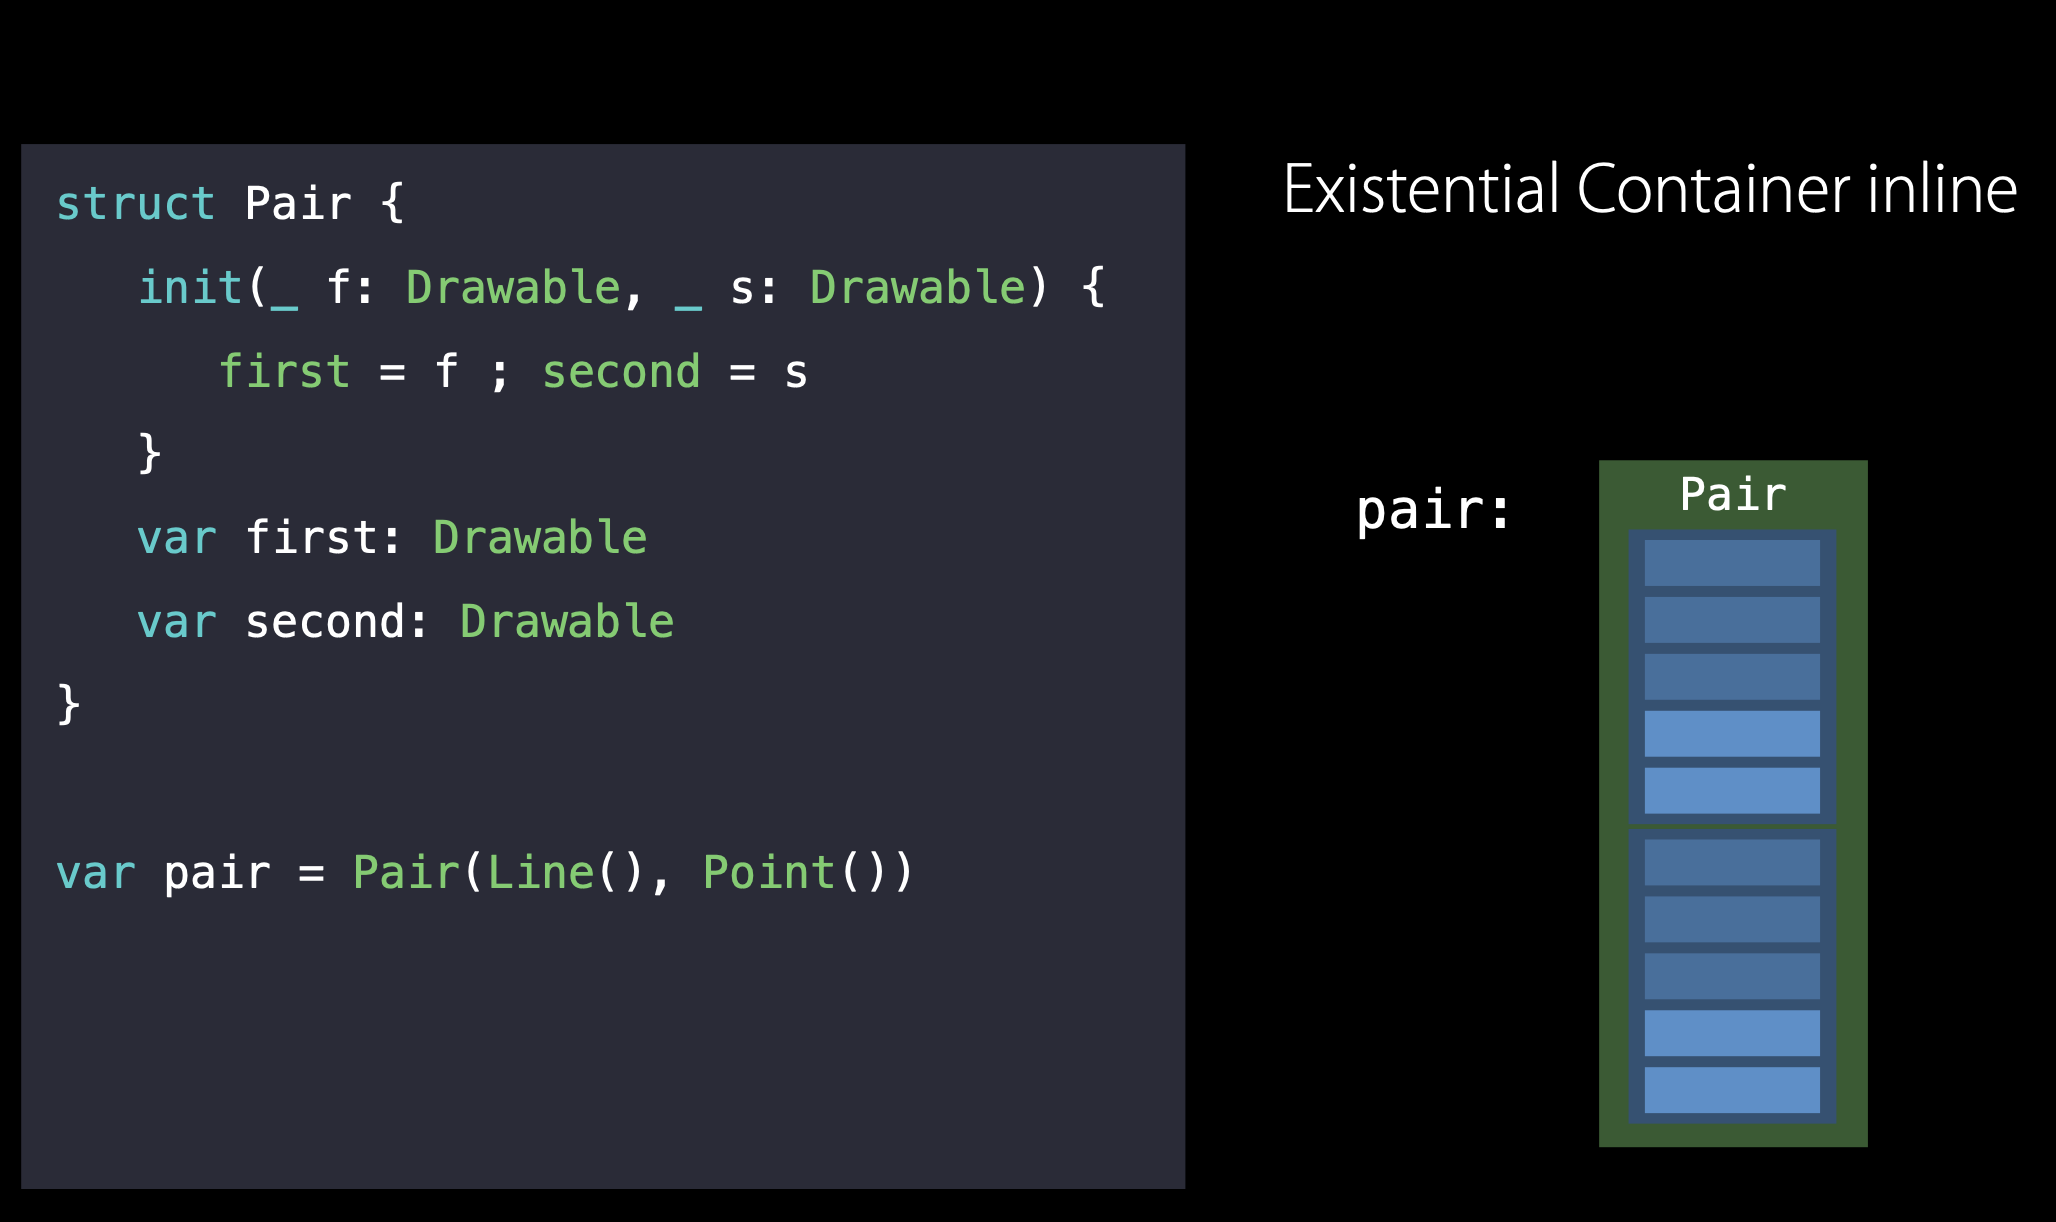 struct Pair {
init(_ f: Drawable, _ s: Drawable) {
first = f ; second = s
}
var first: Drawable
var second: Drawable
}
var pair = Pair(Line(), Point())
Existential Container inline
pair:
Pair